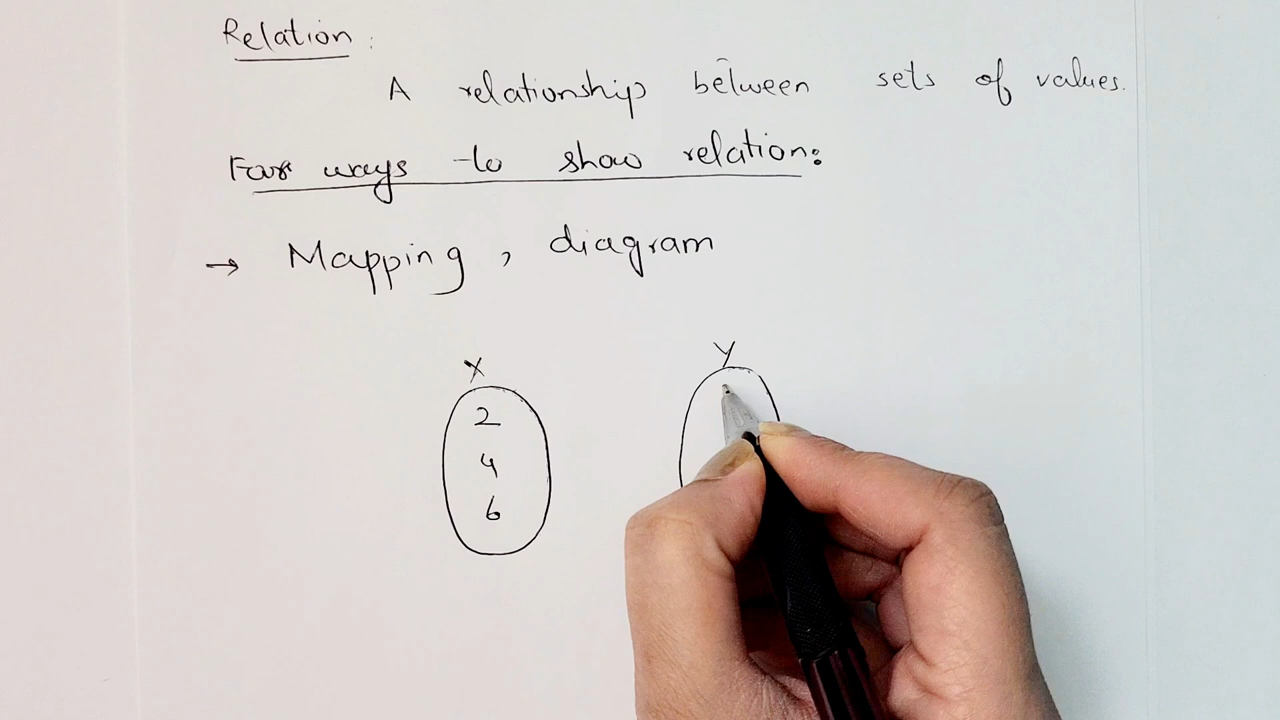 Relation :
A relationship between sets of values.
Four ways to show relation:
→ Mapping , diagram
X Y
2
4
6